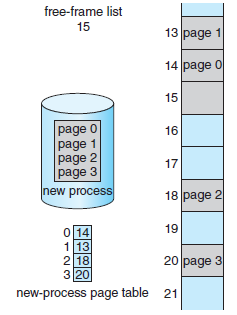 free-frame list
15
13 page 1
14 page 0
15
16
17
18 page 2
19
20 page 3
21
page 0
page 1
page 2
page 3
new process
0 14
1 13
2 18
3 20
new-process page table